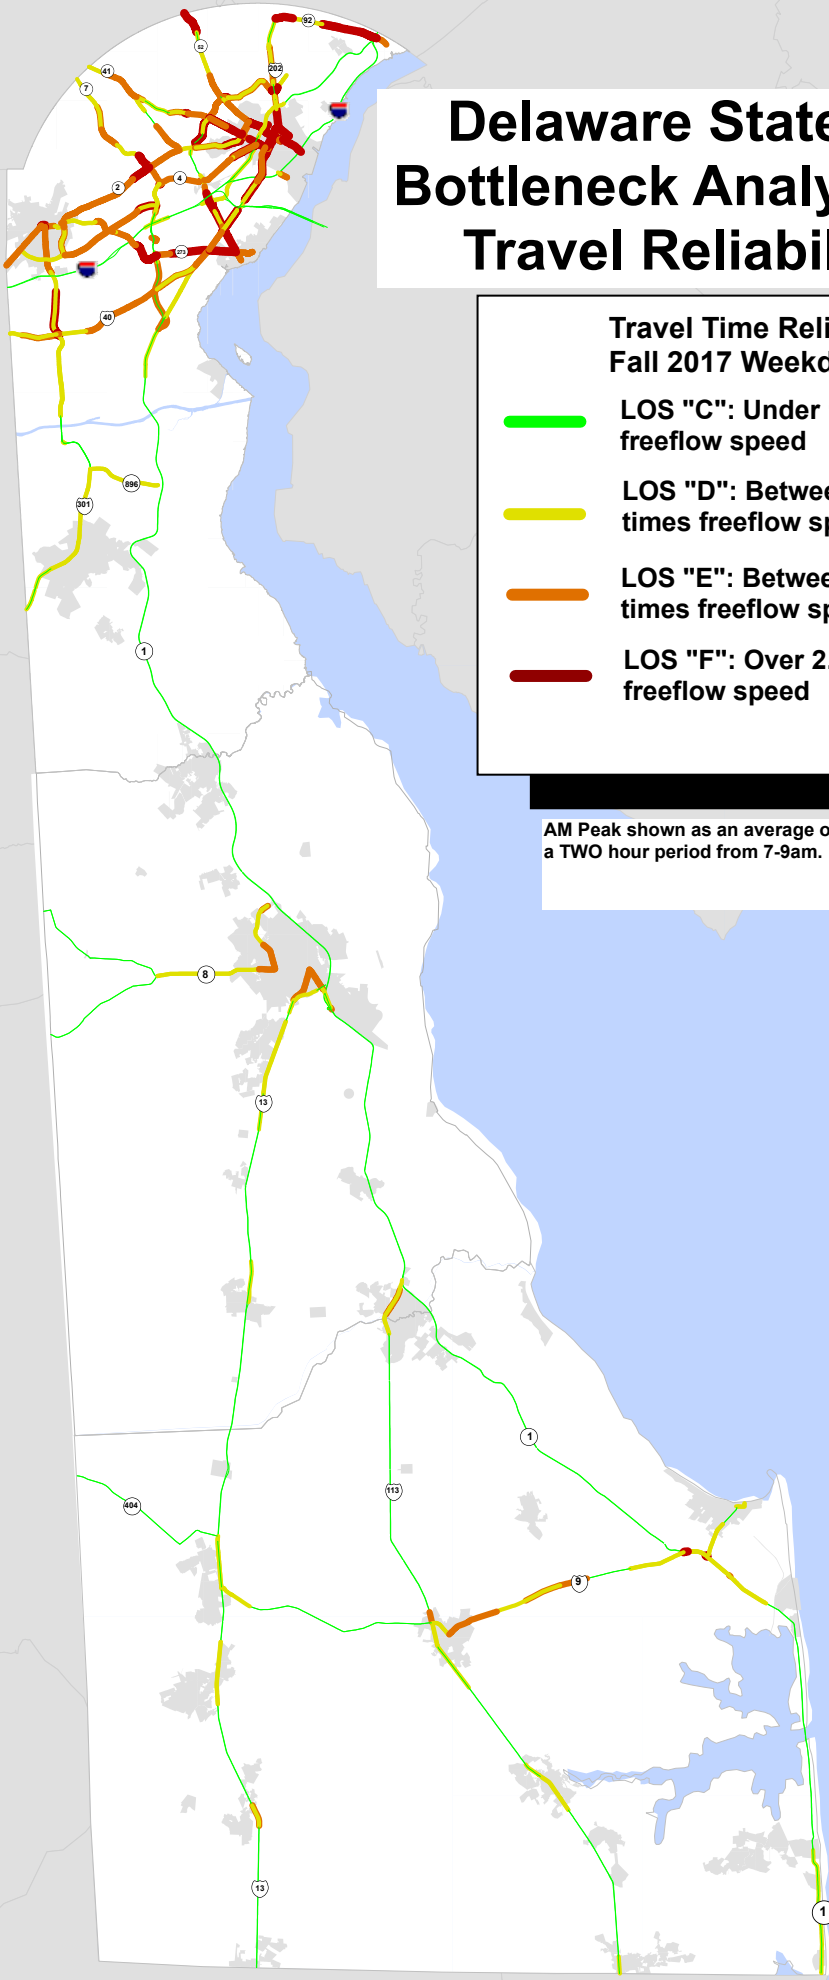 Delaware State
Bottleneck Analy
Travel Reliabil
Travel Time Reli
Fall 2017 Weekd
LOS "C": Under
freeflow speed
LOS "D": Betwee
times freeflow sp
LOS "E": Betwee
times freeflow sp
LOS "F": Over 2.
freeflow speed
AM Peak shown as an average o
a TWO hour period from 7-9am.
92
52
202
41
7
2
4
273
40
896
301
1
8
13
1
404
113
9
13
1